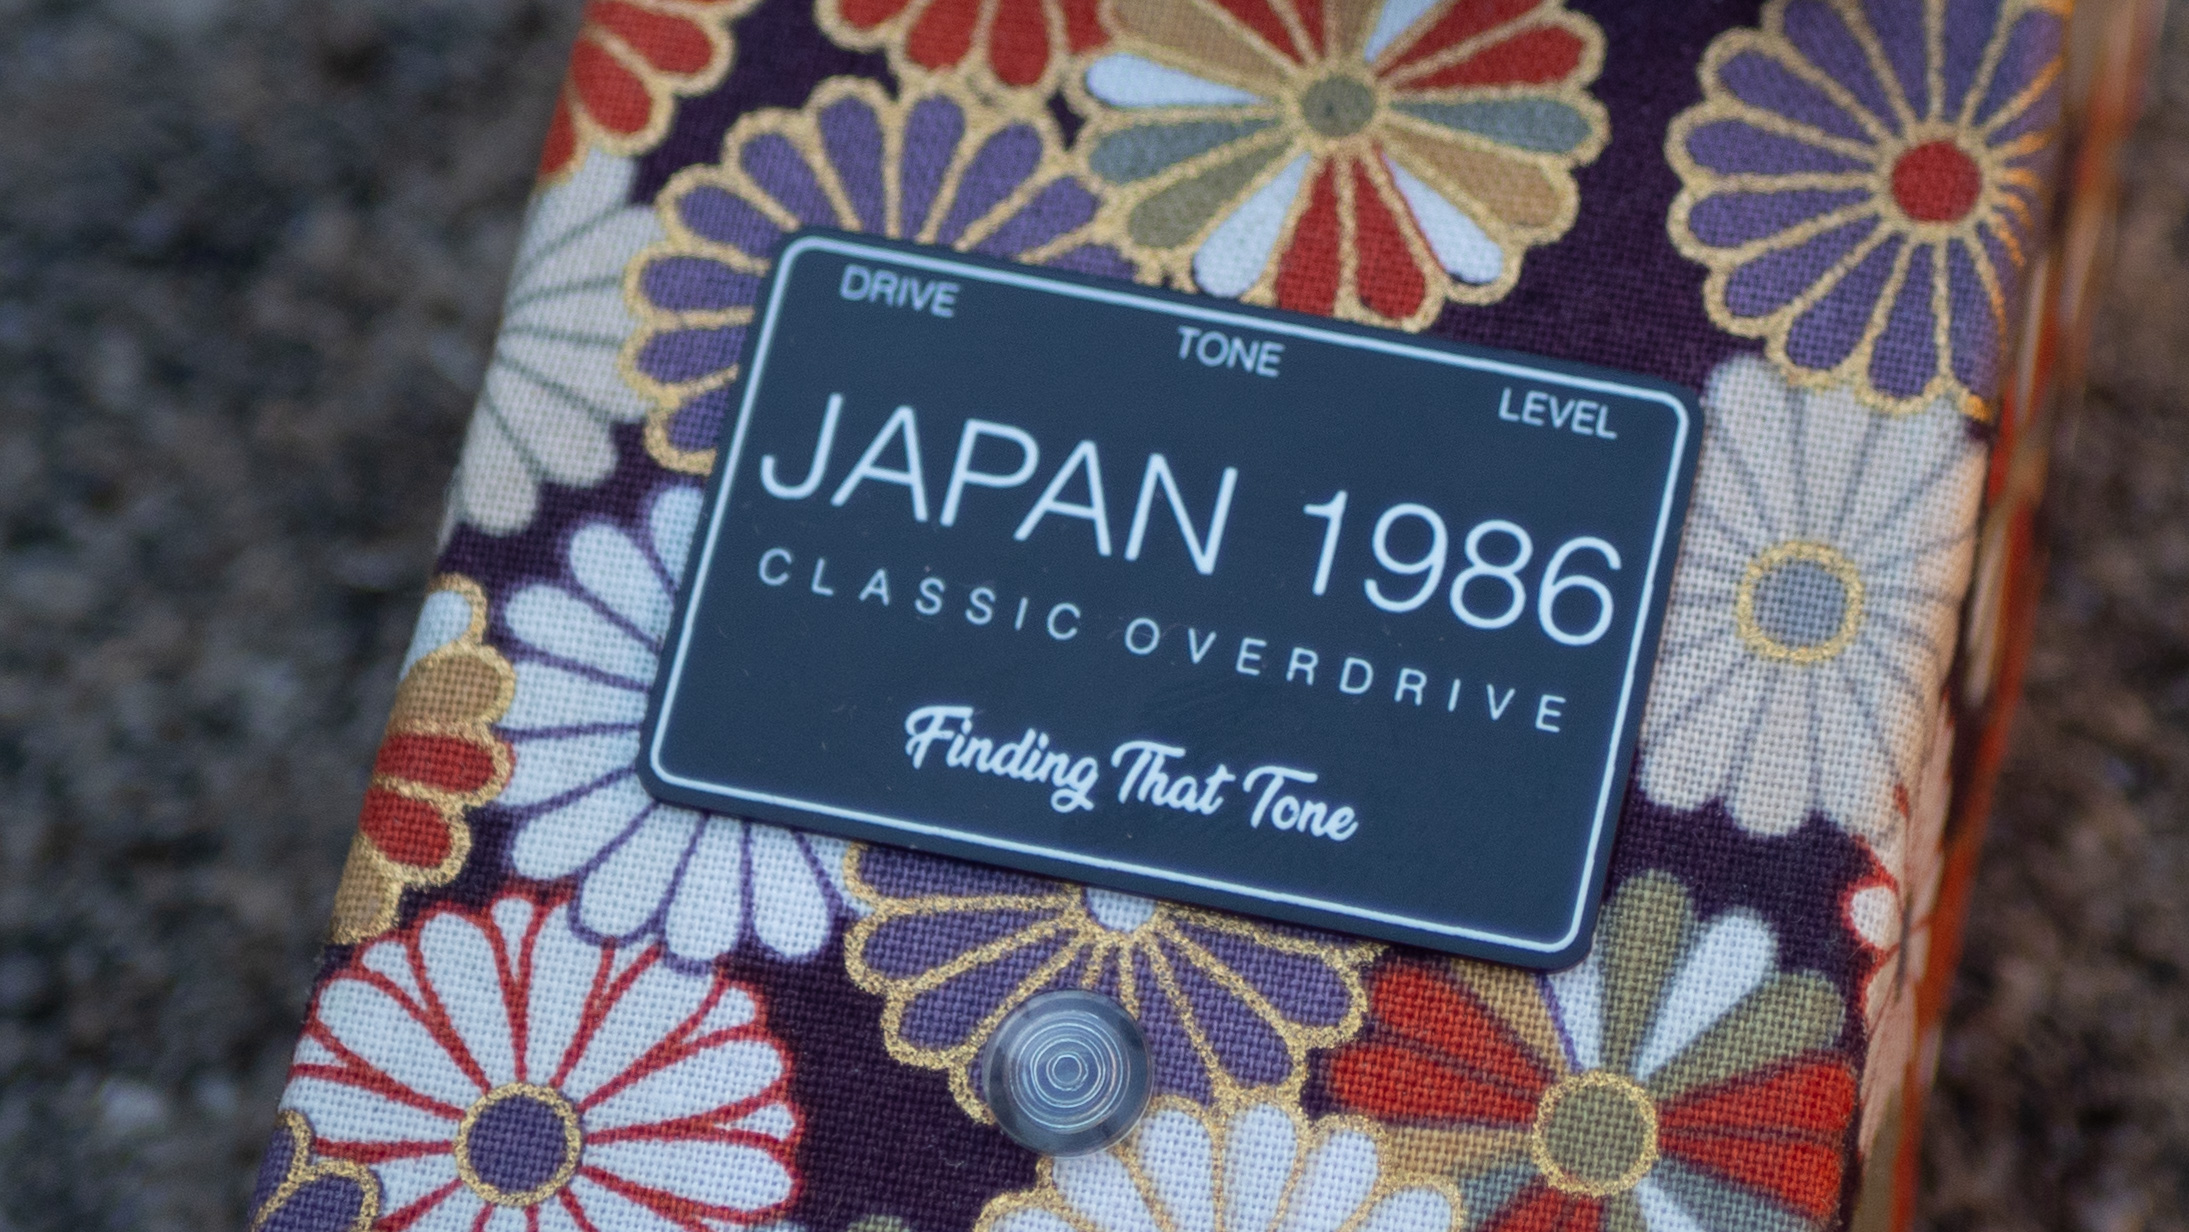 DRIVE
TONE
LEVEL
JAPAN 1986
CLASSIC OVERDRIVE
Finding That Tone